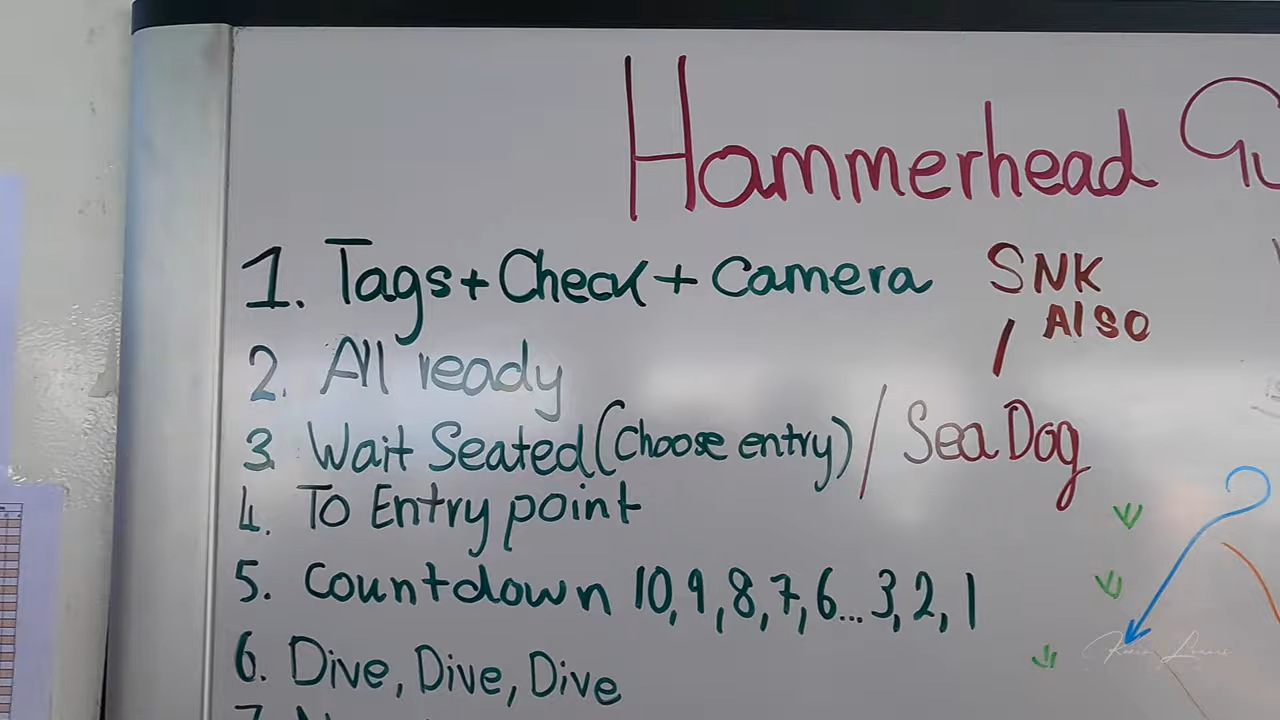 Hammerhead
1. Tags + Check + Camera SNK
Also
2. All ready
3. Wait Seated (Choose entry) / Sea Dog
4. To Entry point
5. Countdown 10, 9, 8, 7, 6... 3, 2, 1
6. Dive, Dive, Dive
7.